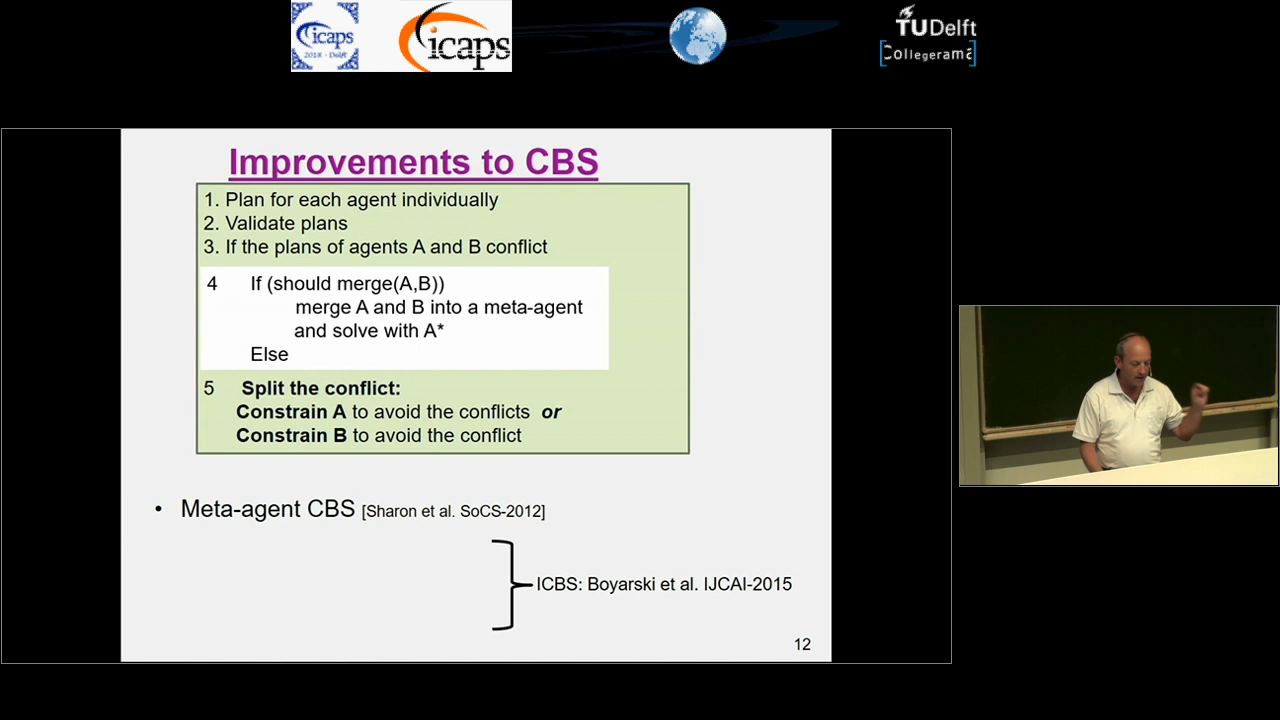 icaps
2018 - Delft
icaps
TUDelft
Collegerama
Improvements to CBS
1. Plan for each agent individually
2. Validate plans
3. If the plans of agents A and B conflict
4 If (should merge(A,B))
merge A and B into a meta-agent
and solve with A*
Else
5 Split the conflict:
Constrain A to avoid the conflicts or
Constrain B to avoid the conflict
• Meta-agent CBS [Sharon et al. SoCS-2012]
ICBS: Boyarski et al. IJCAI-2015
12